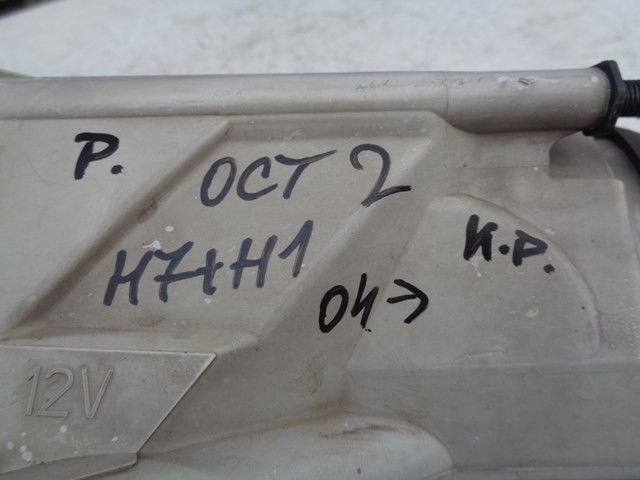 P.
OCT 2
H7+H1
K.P.
04→
12V